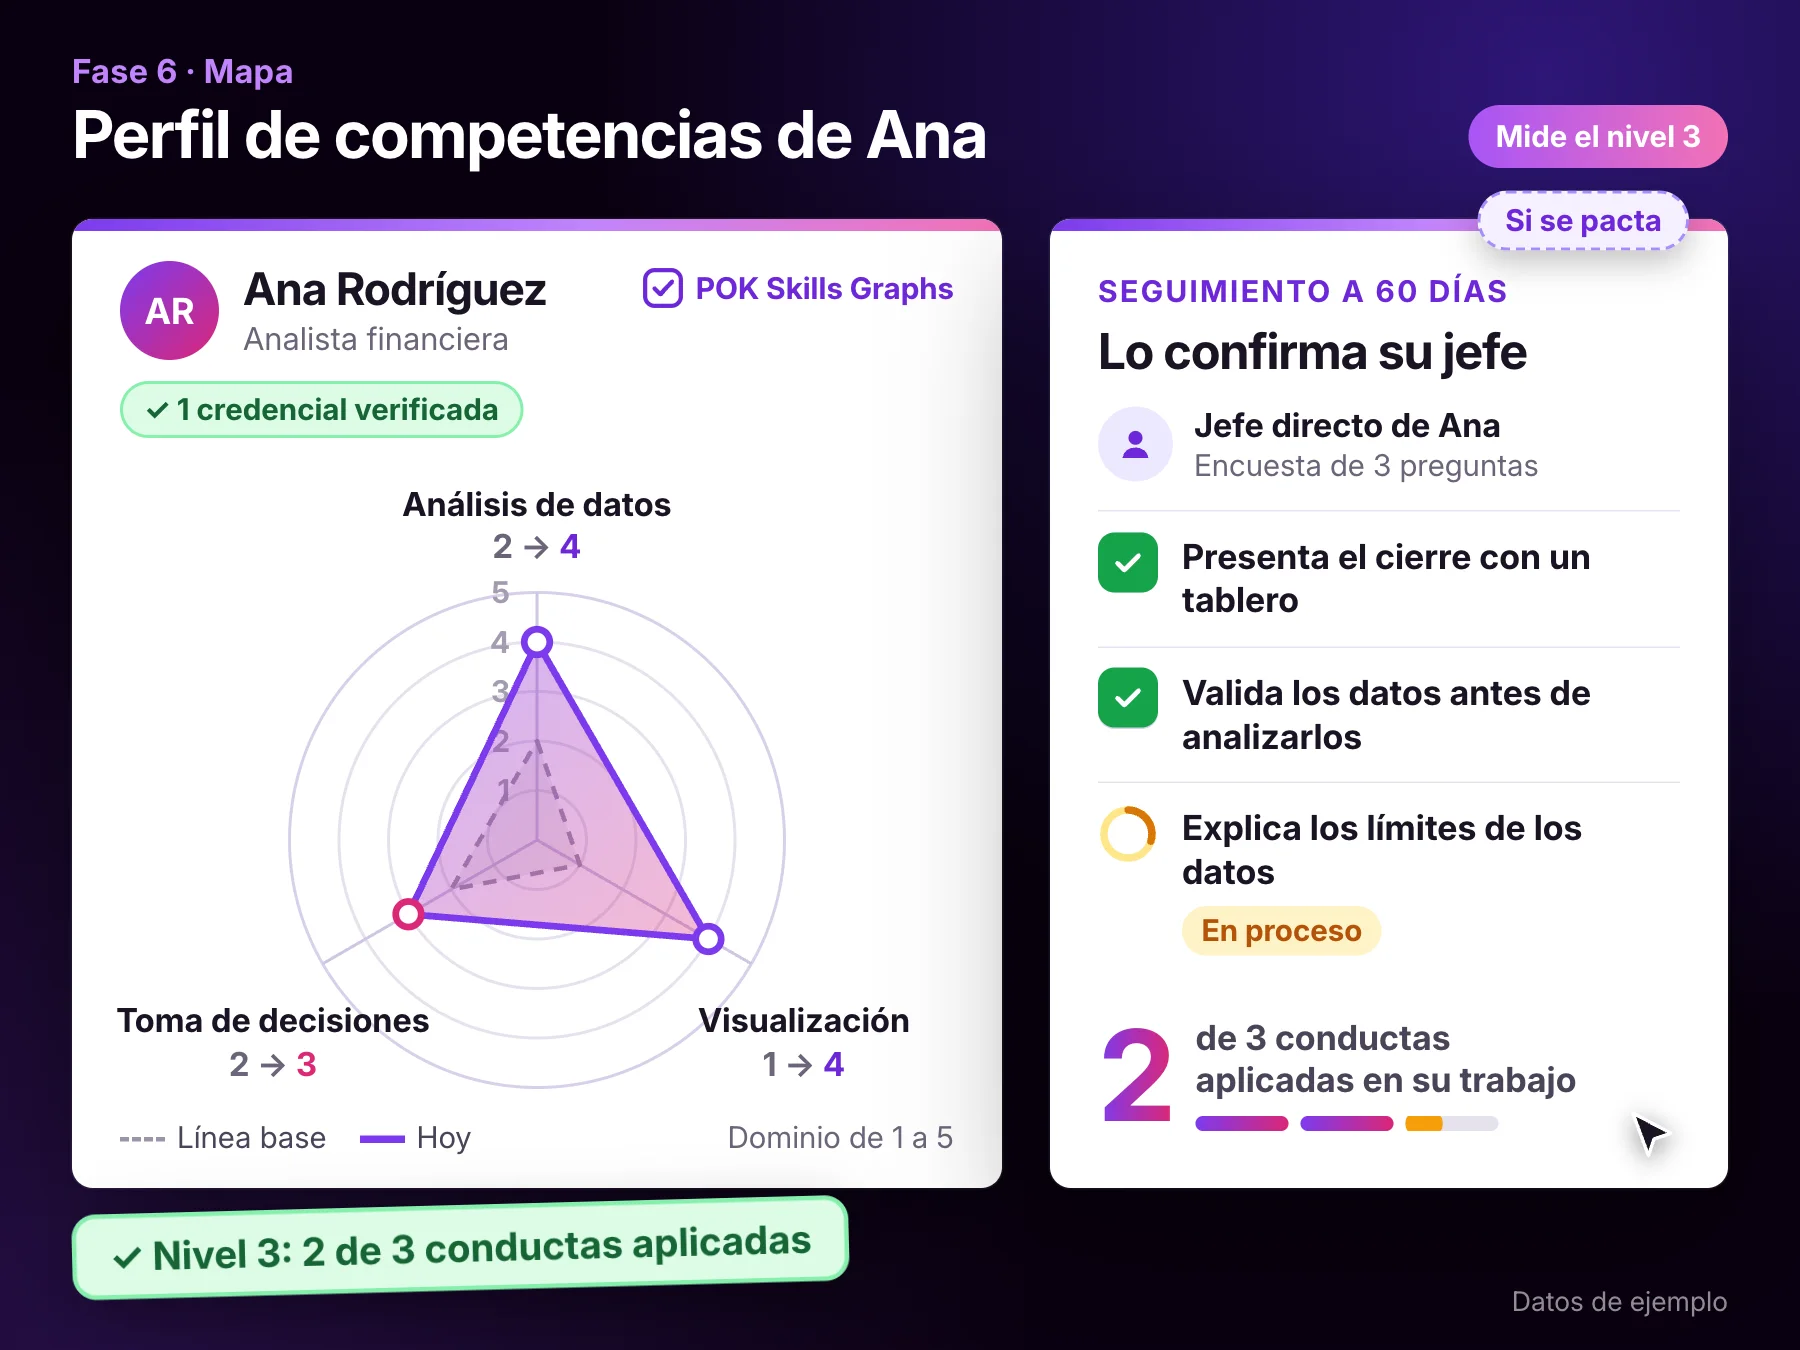 Fase 6 · Mapa
Perfil de competencias de Ana
Mide el nivel 3
Si se pacta
AR
Ana Rodríguez
Analista financiera
POK Skills Graphs
✓ 1 credencial verificada
Análisis de datos
2 → 4
5
4
3
2
1
Toma de decisiones
2 → 3
Visualización
1 → 4
Línea base
Hoy
Dominio de 1 a 5
SEGUIMIENTO A 60 DÍAS
Lo confirma su jefe
Jefe directo de Ana
Encuesta de 3 preguntas
Presenta el cierre con un
tablero
Valida los datos antes de
analizarlos
Explica los límites de los
datos
En proceso
2
de 3 conductas
aplicadas en su trabajo
✓ Nivel 3: 2 de 3 conductas aplicadas
Datos de ejemplo